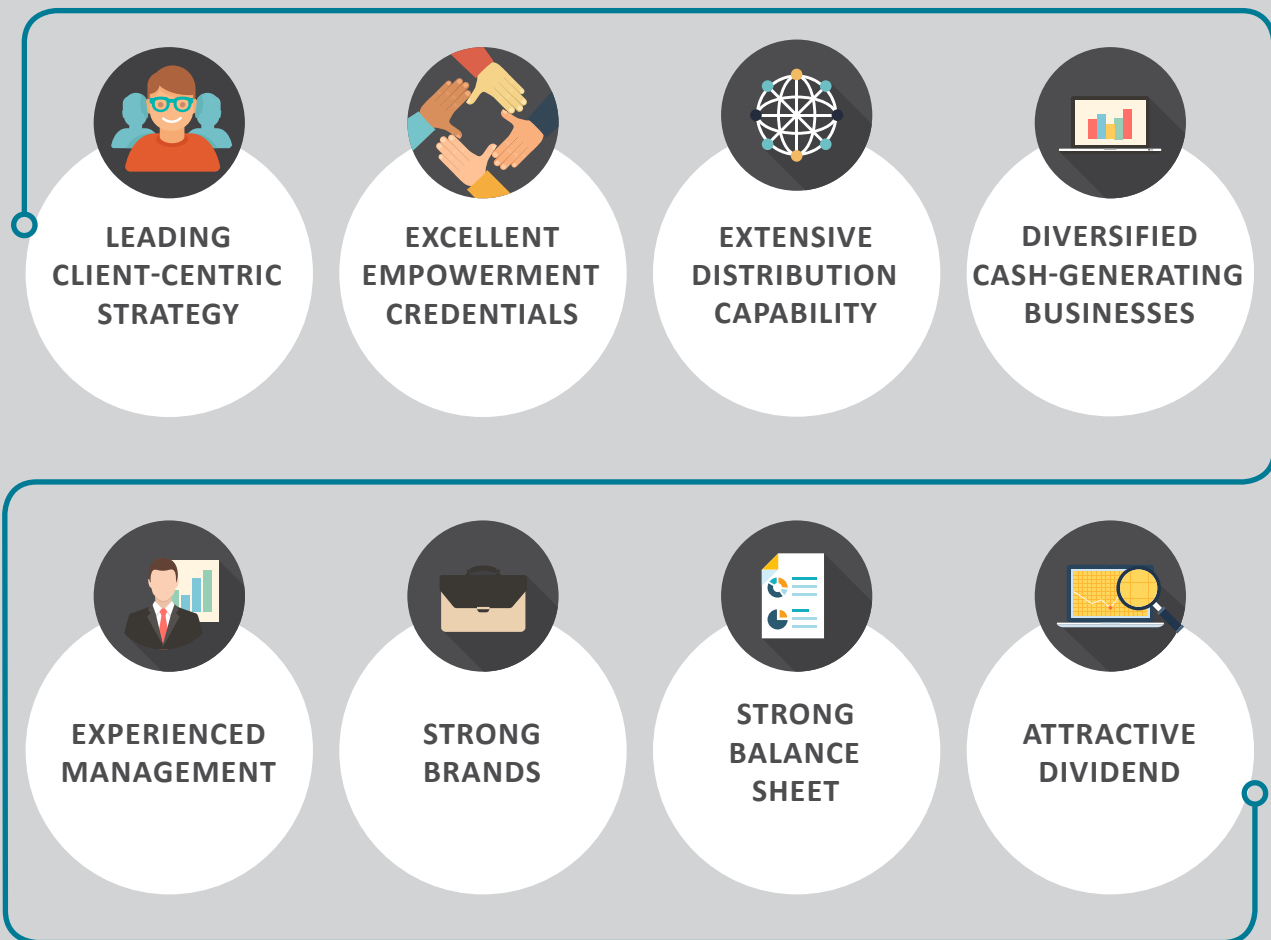 LEADING
CLIENT-CENTRIC
STRATEGY
EXCELLENT
EMPOWERMENT
CREDENTIALS
EXTENSIVE
DISTRIBUTION
CAPABILITY
DIVERSIFIED
CASH-GENERATING
BUSINESSES
EXPERIENCED
MANAGEMENT
STRONG
BRANDS
STRONG
BALANCE
SHEET
ATTRACTIVE
DIVIDEND